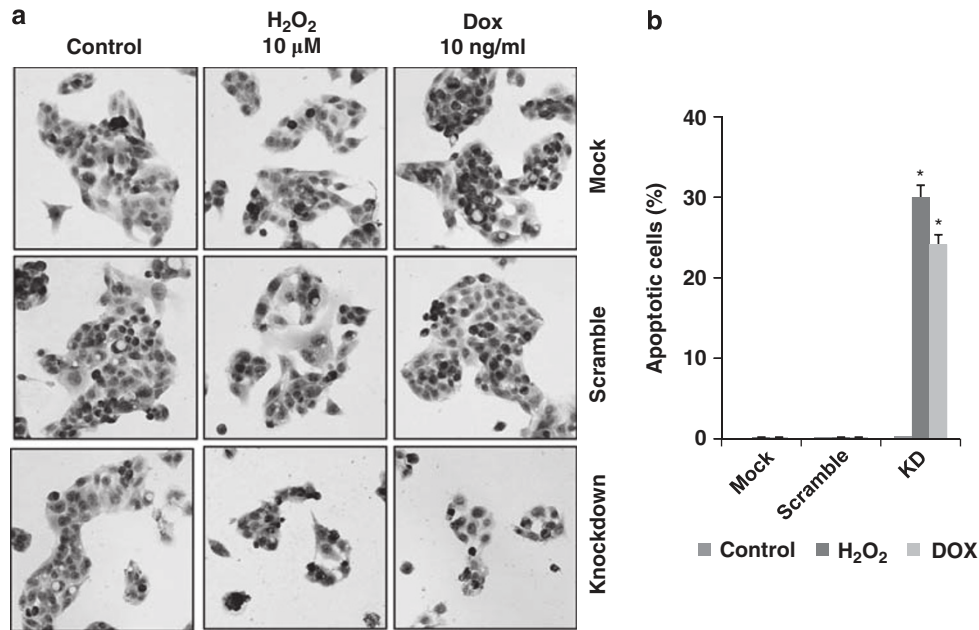 a
Control
H₂O₂
10 μM
Dox
10 ng/ml
Mock
Scramble
Knockdown
b
Apoptotic cells (%)
40
30
20
10
0
*
*
Mock
Scramble
KD
Control
H₂O₂
DOX